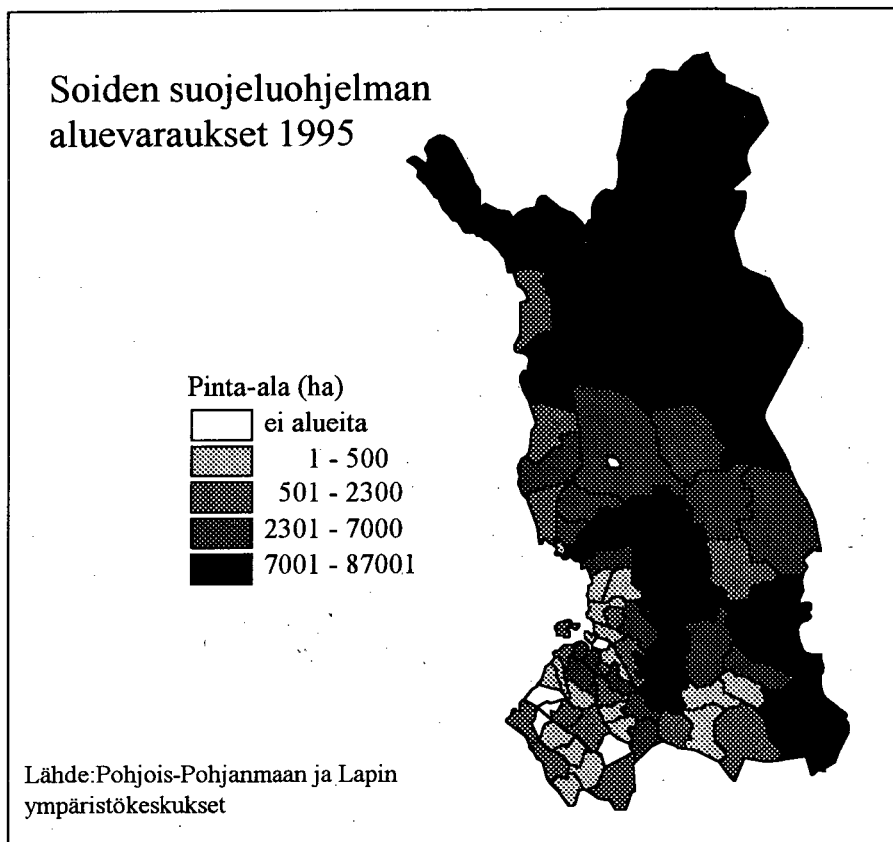 Soiden suojeluohjelman
aluevaraukset 1995
Pinta-ala (ha)
ei alueita
1 - 500
501 - 2300
2301 - 7000
7001 - 87001
Lähde:Pohjois-Pohjanmaan ja Lapin
ympäristökeskukset